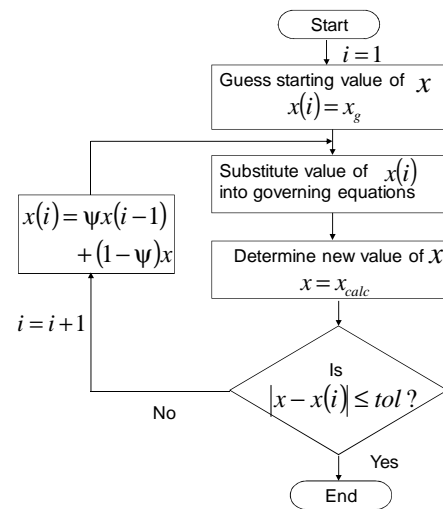 Start
i = 1
Guess starting value of x
x(i) = x_g
Substitute value of x(i)
into governing equations
x(i) = ψx(i−1)
+ (1−ψ)x
Determine new value of x
x = x_calc
i = i + 1
Is
|x − x(i)| ≤ tol ?
No
Yes
End